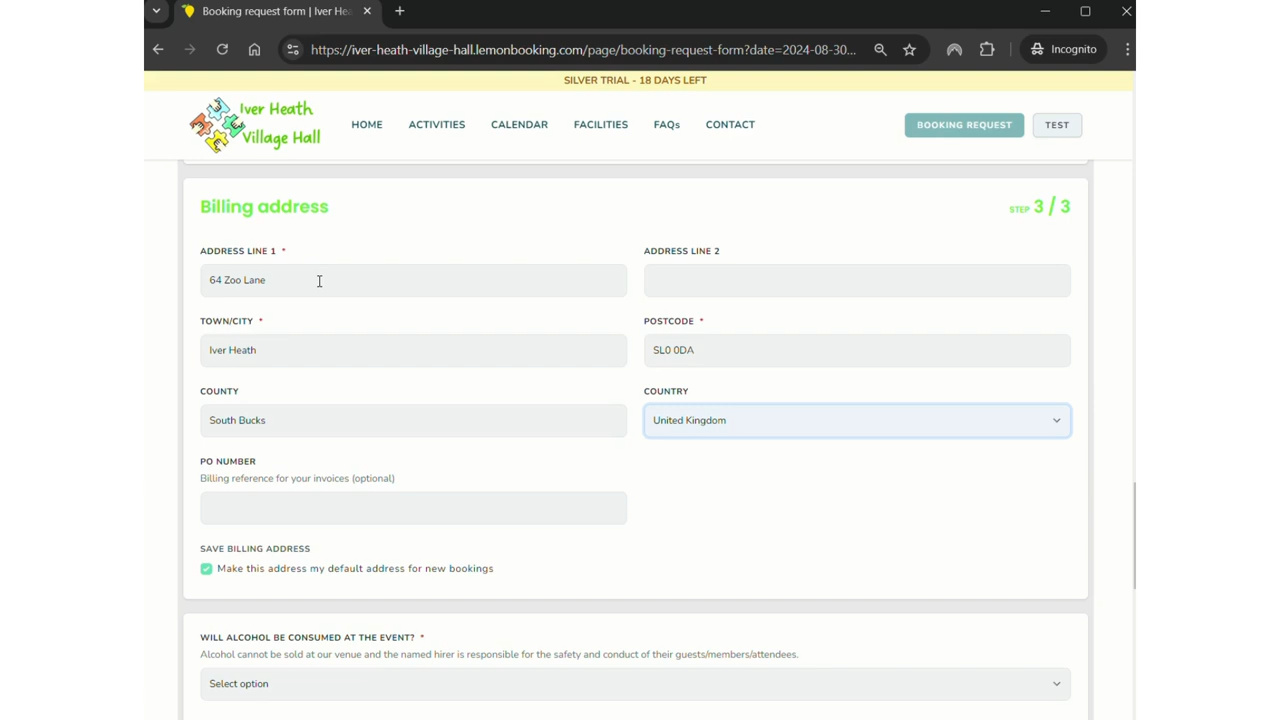 Booking request form | Iver Hea
https://iver-heath-village-hall.lemonbooking.com/page/booking-request-form?date=2024-08-30...
Incognito
SILVER TRIAL - 18 DAYS LEFT
Iver Heath
Village Hall
HOME
ACTIVITIES
CALENDAR
FACILITIES
FAQs
CONTACT
BOOKING REQUEST
TEST
Billing address
STEP 3 / 3
ADDRESS LINE 1 *
ADDRESS LINE 2
64 Zoo Lane
TOWN/CITY *
POSTCODE *
Iver Heath
SL0 0DA
COUNTY
COUNTRY
South Bucks
United Kingdom
PO NUMBER
Billing reference for your invoices (optional)
SAVE BILLING ADDRESS
Make this address my default address for new bookings
WILL ALCOHOL BE CONSUMED AT THE EVENT? *
Alcohol cannot be sold at our venue and the named hirer is responsible for the safety and conduct of their guests/members/attendees.
Select option